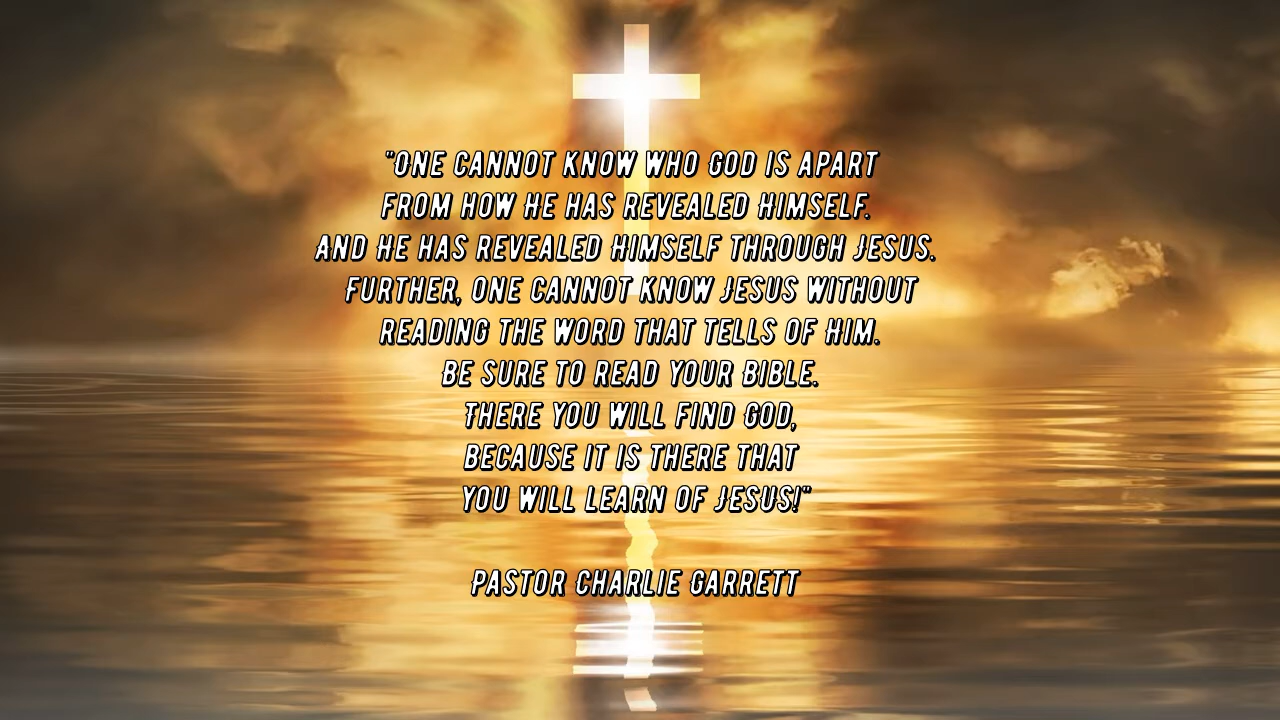 "One cannot know who God is apart
from how He has revealed Himself.
And He has revealed Himself through Jesus.
Further, one cannot know Jesus without
reading the word that tells of Him.
Be sure to read your Bible.
There you will find God,
because it is there that
you will learn of Jesus!"
Pastor Charlie Garrett